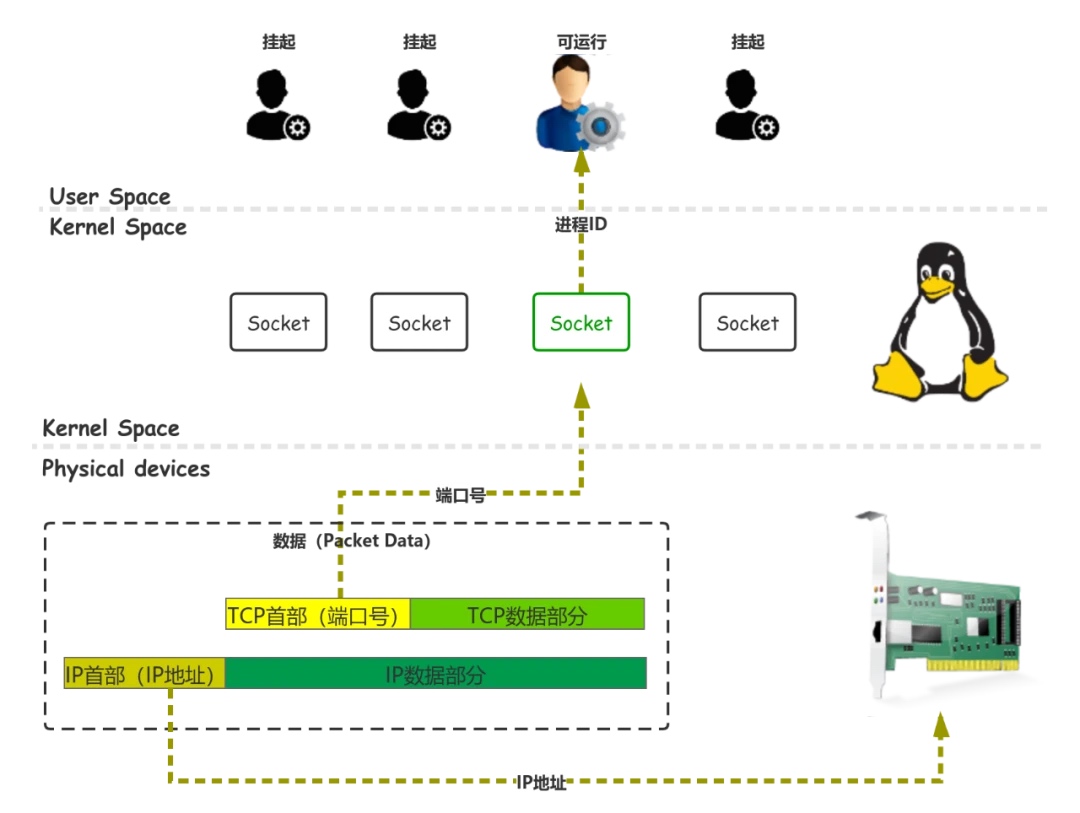 挂起 挂起 可运行 挂起
User Space
Kernel Space
进程ID
Socket Socket Socket Socket
Kernel Space
Physical devices
端口号
数据（Packet Data）
TCP首部（端口号） TCP数据部分
IP首部（IP地址） IP数据部分
IP地址